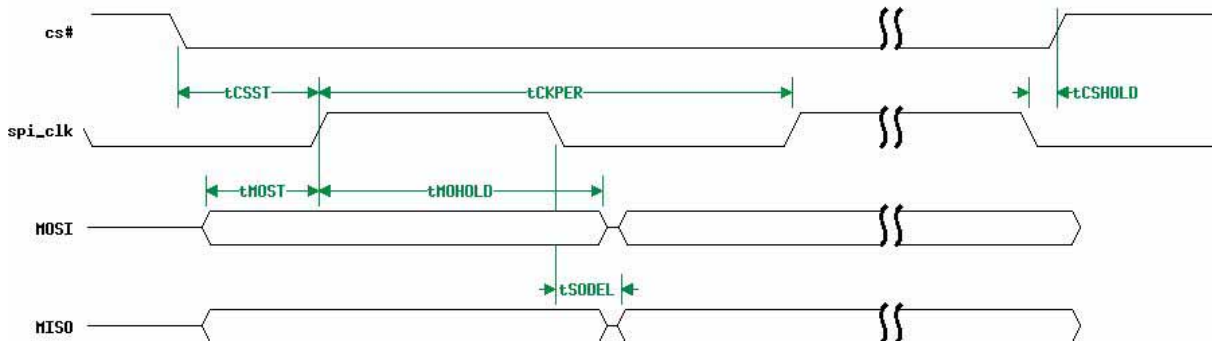 cs#
tCSST
tCKPER
tCSHOLD
spi_clk
tMOST
tMOHOLD
MOSI
tSODEL
MISO